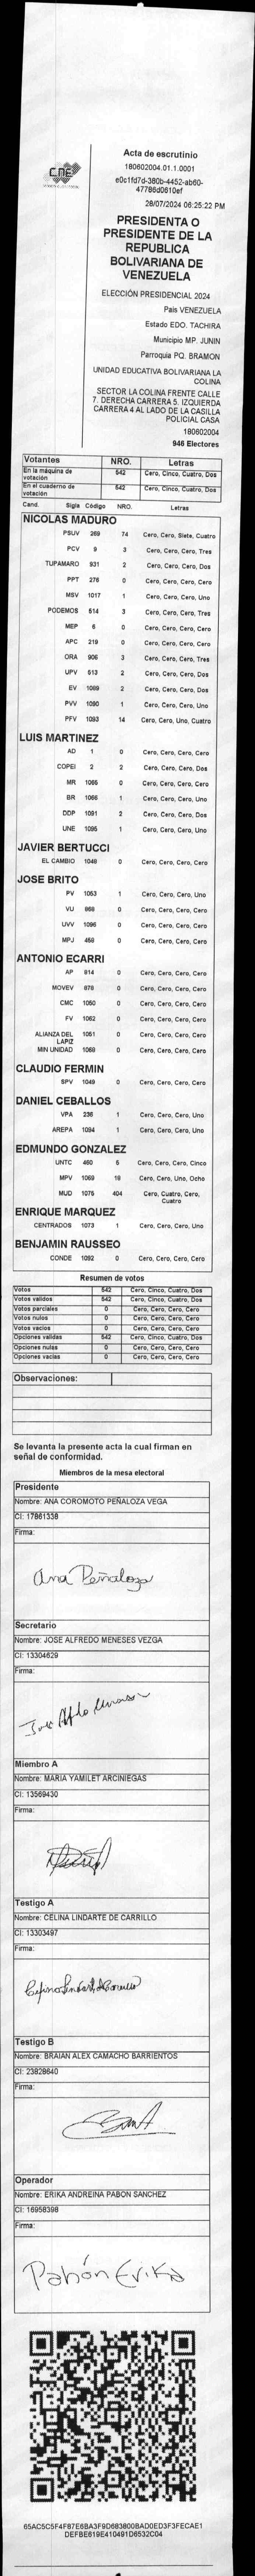 CNE
Acta de escrutinio
180602004.01.1.0001
e0c1fd7d-380b-4452-ab60-
47786d0610ef
28/07/2024 06:25:22 PM
PRESIDENTA O
PRESIDENTE DE LA
REPUBLICA
BOLIVARIANA DE
VENEZUELA
ELECCIÓN PRESIDENCIAL 2024
Pais VENEZUELA
Estado EDO. TACHIRA
Municipio MP. JUNIN
Parroquia PQ. BRAMON
UNIDAD EDUCATIVA BOLIVARIANA LA
COLINA
SECTOR LA COLINA FRENTE CALLE
7. DERECHA CARRERA 5. IZQUIERDA
CARRERA 4 AL LADO DE LA CASILLA
POLICIAL CASA
180602004
946 Electores
Votantes NRO. Letras
En la máquina de votación 542 Cero, Cinco, Cuatro, Dos
En el cuaderno de votación 542 Cero, Cinco, Cuatro, Dos
Cand. Sigla Código NRO. Letras
NICOLAS MADURO
PSUV 269 74 Cero, Cero, Siete, Cuatro
PCV 9 3 Cero, Cero, Cero, Tres
TUPAMARO 931 2 Cero, Cero, Cero, Dos
PPT 276 0 Cero, Cero, Cero, Cero
MSV 1017 1 Cero, Cero, Cero, Uno
PODEMOS 514 3 Cero, Cero, Cero, Tres
MEP 6 0 Cero, Cero, Cero, Cero
APC 219 0 Cero, Cero, Cero, Cero
ORA 906 3 Cero, Cero, Cero, Tres
UPV 513 2 Cero, Cero, Cero, Dos
EV 1089 2 Cero, Cero, Cero, Dos
PVV 1090 1 Cero, Cero, Cero, Uno
PFV 1093 14 Cero, Cero, Uno, Cuatro
LUIS MARTINEZ
AD 1 0 Cero, Cero, Cero, Cero
COPEI 2 2 Cero, Cero, Cero, Dos
MR 1065 0 Cero, Cero, Cero, Cero
BR 1066 1 Cero, Cero, Cero, Uno
DDP 1091 2 Cero, Cero, Cero, Dos
UNE 1095 1 Cero, Cero, Cero, Uno
JAVIER BERTUCCI
EL CAMBIO 1048 0 Cero, Cero, Cero, Cero
JOSE BRITO
PV 1053 1 Cero, Cero, Cero, Uno
VU 868 0 Cero, Cero, Cero, Cero
UVV 1096 0 Cero, Cero, Cero, Cero
MPJ 458 0 Cero, Cero, Cero, Cero
ANTONIO ECARRI
AP 814 0 Cero, Cero, Cero, Cero
MOVEV 878 0 Cero, Cero, Cero, Cero
CMC 1050 0 Cero, Cero, Cero, Cero
FV 1062 0 Cero, Cero, Cero, Cero
ALIANZA DEL LAPIZ 1051 0 Cero, Cero, Cero, Cero
MIN UNIDAD 1068 0 Cero, Cero, Cero, Cero
CLAUDIO FERMIN
SPV 1049 0 Cero, Cero, Cero, Cero
DANIEL CEBALLOS
VPA 236 1 Cero, Cero, Cero, Uno
AREPA 1094 1 Cero, Cero, Cero, Uno
EDMUNDO GONZALEZ
UNTC 460 5 Cero, Cero, Cero, Cinco
MPV 1069 18 Cero, Cero, Uno, Ocho
MUD 1075 404 Cero, Cuatro, Cero, Cuatro
ENRIQUE MARQUEZ
CENTRADOS 1073 1 Cero, Cero, Cero, Uno
BENJAMIN RAUSSEO
CONDE 1092 0 Cero, Cero, Cero, Cero
Resumen de votos
Votos 542 Cero, Cinco, Cuatro, Dos
Votos validos 542 Cero, Cinco, Cuatro, Dos
Votos parciales 0 Cero, Cero, Cero, Cero
Votos nulos 0 Cero, Cero, Cero, Cero
Votos vacios 0 Cero, Cero, Cero, Cero
Opciones validas 542 Cero, Cinco, Cuatro, Dos
Opciones nulas 0 Cero, Cero, Cero, Cero
Opciones vacias 0 Cero, Cero, Cero, Cero
Observaciones:
Se levanta la presente acta la cual firman en
señal de conformidad.
Miembros de la mesa electoral
Presidente
Nombre: ANA COROMOTO PEÑALOZA VEGA
CI: 17861338
Firma:
Ana Peñaloza
Secretario
Nombre: JOSE ALFREDO MENESES VEZGA
CI: 13304629
Firma:
Miembro A
Nombre: MARIA YAMILET ARCINIEGAS
CI: 13569430
Firma:
Testigo A
Nombre: CELINA LINDARTE DE CARRILLO
CI: 13303497
Firma:
Testigo B
Nombre: BRAIAN ALEX CAMACHO BARRIENTOS
CI: 23828640
Firma:
Operador
Nombre: ERIKA ANDREINA PABON SANCHEZ
CI: 16958398
Firma:
Pabón Erika
65AC5C5F4F87E6BA3F9D683800BAD0ED3F3FECAE1
DEFBE619E410491D6532C04